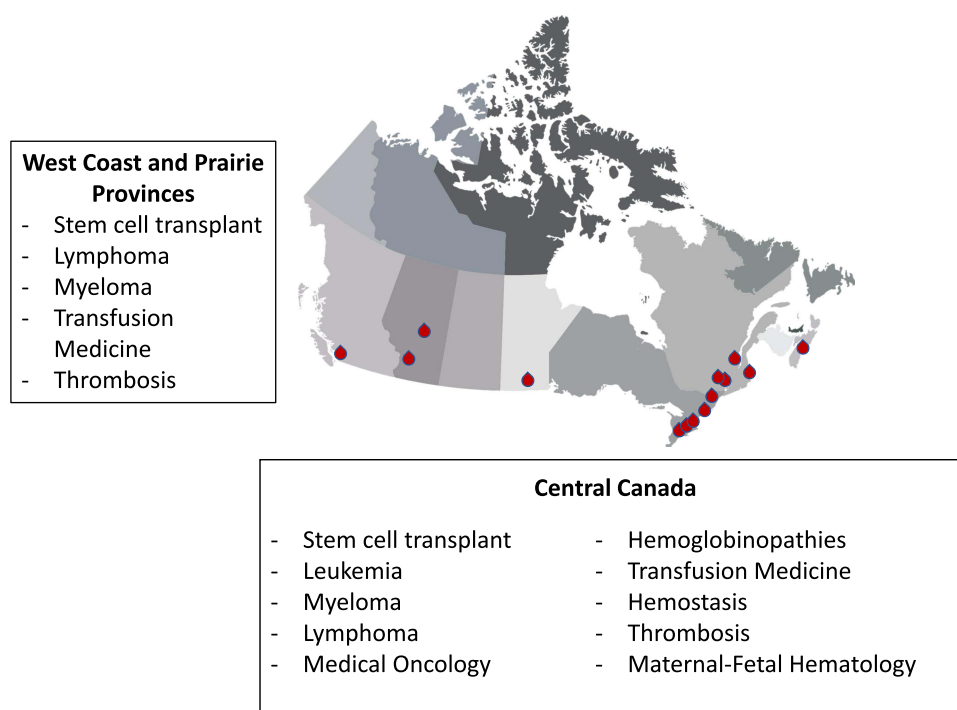 West Coast and Prairie
Provinces
- Stem cell transplant
- Lymphoma
- Myeloma
- Transfusion
Medicine
- Thrombosis
Central Canada
- Stem cell transplant
- Leukemia
- Myeloma
- Lymphoma
- Medical Oncology
- Hemoglobinopathies
- Transfusion Medicine
- Hemostasis
- Thrombosis
- Maternal-Fetal Hematology